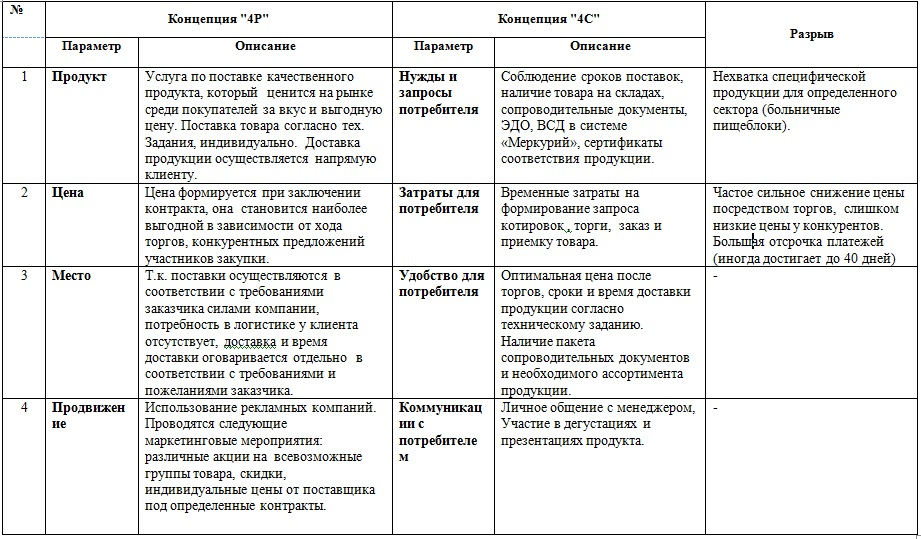 №
Концепция "4P"
Концепция "4C"
Разрыв
Параметр
Описание
Параметр
Описание
1
Продукт
Услуга по поставке качественного
продукта, который ценится на рынке
среди покупателей за вкус и выгодную
цену. Поставка товара согласно тех.
Задания, индивидуально. Доставка
продукции осуществляется напрямую
клиенту.
Нужды и
запросы
потребителя
Соблюдение сроков поставок,
наличие товара на складах,
сопроводительные документы,
ЭДО, ВСД в системе
«Меркурий», сертификаты
соответствия продукции.
Нехватка специфической
продукции для определенного
сектора (больничные
пищеблоки).
2
Цена
Цена формируется при заключении
контракта, она становится наиболее
выгодной в зависимости от хода
торгов, конкурентных предложений
участников закупки.
Затраты для
потребителя
Временные затраты на
формирование запроса
котировок , торги, заказ и
приемку товара.
Частое сильное снижение цены
посредством торгов, слишком
низкие цены у конкурентов.
Большая отсрочка платежей
(иногда достигает до 40 дней)
3
Место
Т.к. поставки осуществляются в
соответствии с требованиями
заказчика силами компании,
потребность в логистике у клиента
отсутствует, доставка и время
доставки оговаривается отдельно в
соответствии с требованиями и
пожеланиями заказчика.
Удобство для
потребителя
Оптимальная цена после
торгов, сроки и время доставки
продукции согласно
техническому заданию.
Наличие пакета
сопроводительных документов
и необходимого ассортимента
продукции.
-
4
Продвижен
ие
Использование рекламных компаний.
Проводятся следующие
маркетинговые мероприятия:
различные акции на всевозможные
группы товара, скидки,
индивидуальные цены от поставщика
под определенные контракты.
Коммуникац
ии с
потребителе
м
Личное общение с менеджером,
Участие в дегустациях и
презентациях продукта.
-